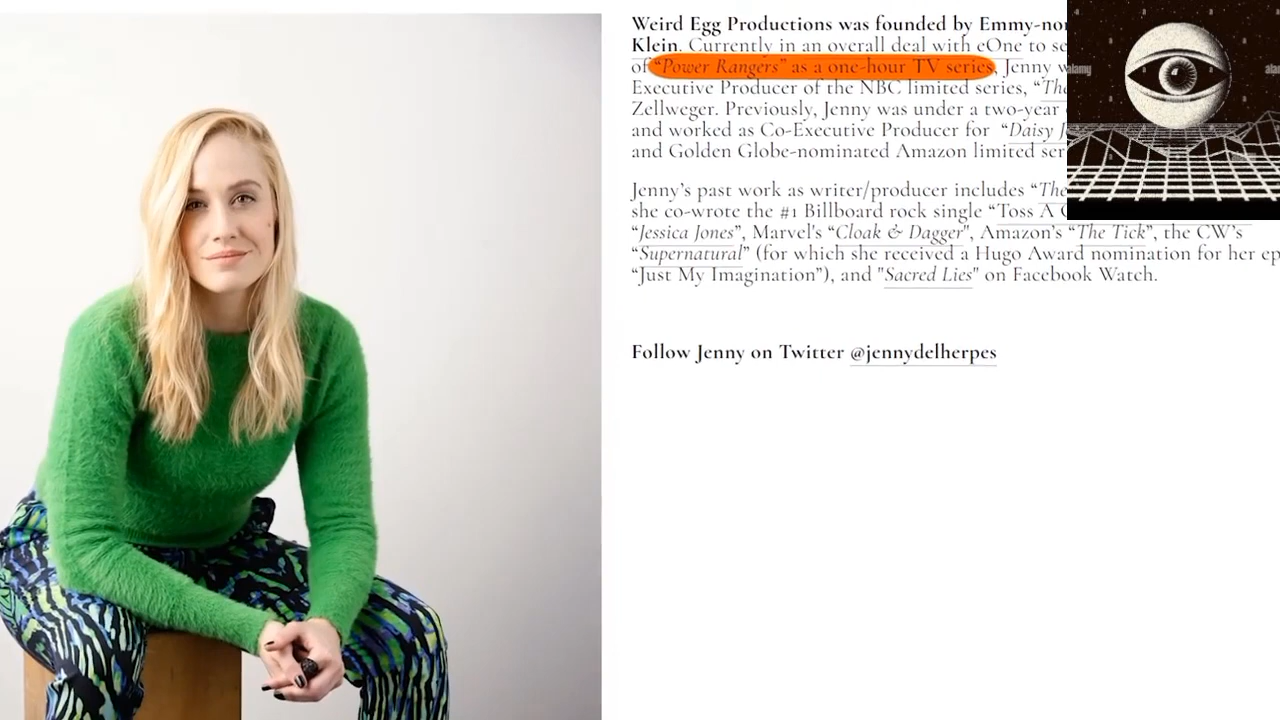 Weird Egg Productions was founded by Emmy-nor
Klein. Currently in an overall deal with eOne to se
of "Power Rangers" as a one-hour TV series, Jenny w
Executive Producer of the NBC limited series, "The
Zellweger. Previously, Jenny was under a two-year
and worked as Co-Executive Producer for "Daisy J
and Golden Globe-nominated Amazon limited ser
Jenny's past work as writer/producer includes "The
she co-wrote the #1 Billboard rock single "Toss A C
"Jessica Jones", Marvel's "Cloak & Dagger", Amazon's "The Tick", the CW's
"Supernatural" (for which she received a Hugo Award nomination for her ep
"Just My Imagination"), and "Sacred Lies" on Facebook Watch.
Follow Jenny on Twitter @jennydelherpes
alamy